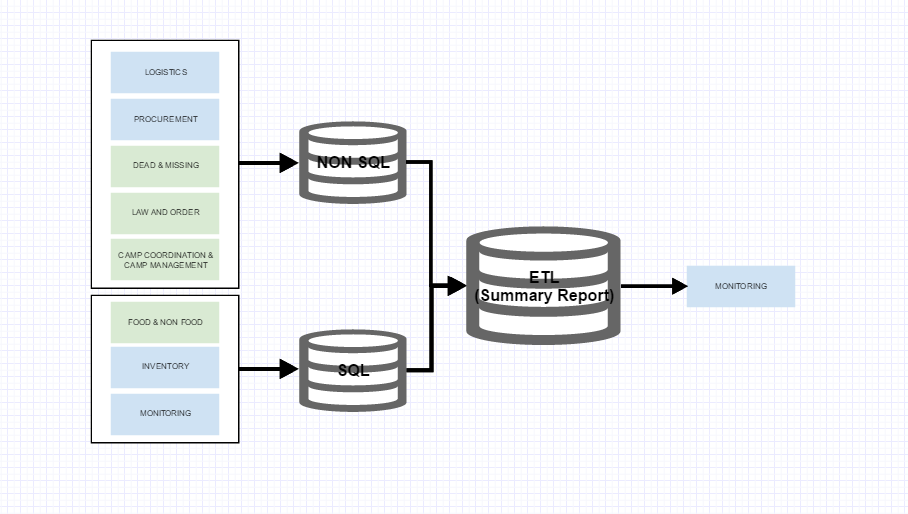 LOGISTICS
PROCUREMENT
DEAD & MISSING
LAW AND ORDER
CAMP COORDINATION &
CAMP MANAGEMENT
NON SQL
FOOD & NON FOOD
INVENTORY
MONITORING
SQL
ETL
(Summary Report)
MONITORING